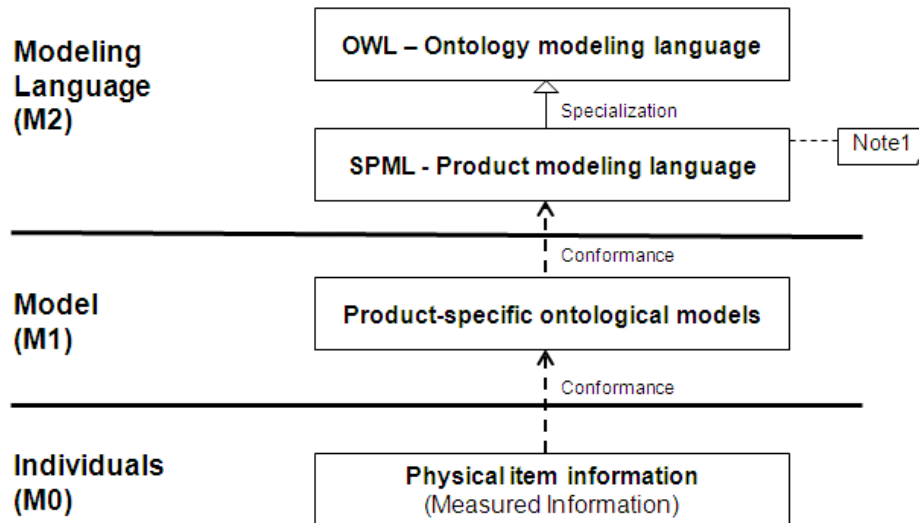 Modeling
Language
(M2)
OWL – Ontology modeling language
Specialization
SPML - Product modeling language
Note1
Conformance
Model
(M1)
Product-specific ontological models
Conformance
Individuals
(M0)
Physical item information
(Measured Information)